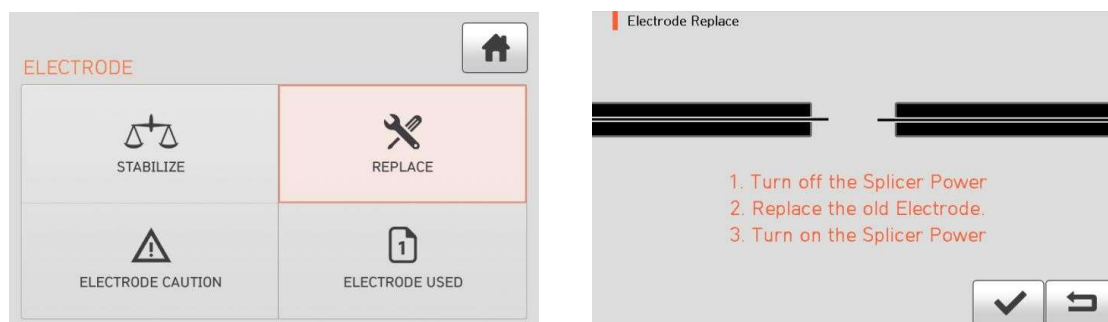 ELECTRODE
STABILIZE
REPLACE
ELECTRODE CAUTION
1
ELECTRODE USED
Electrode Replace
1. Turn off the Splicer Power
2. Replace the old Electrode.
3. Turn on the Splicer Power